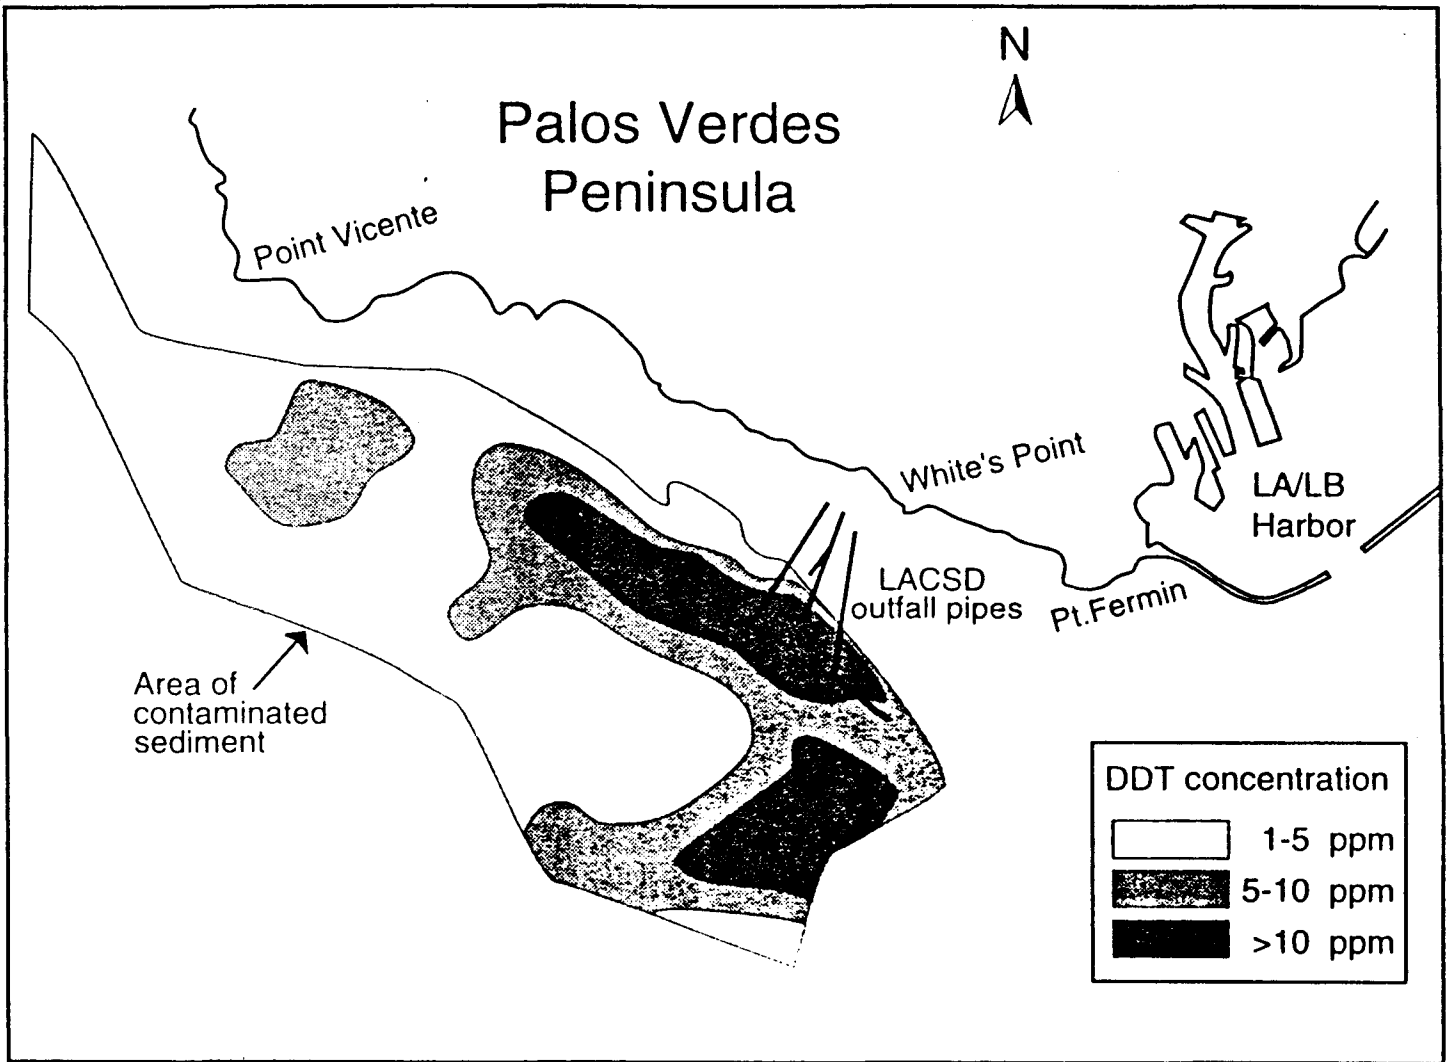 N
Palos Verdes
Peninsula
Point Vicente
White's Point
LA/LB
Harbor
LACSD
outfall pipes
Pt.Fermin
Area of
contaminated
sediment
DDT concentration
1-5 ppm
5-10 ppm
>10 ppm